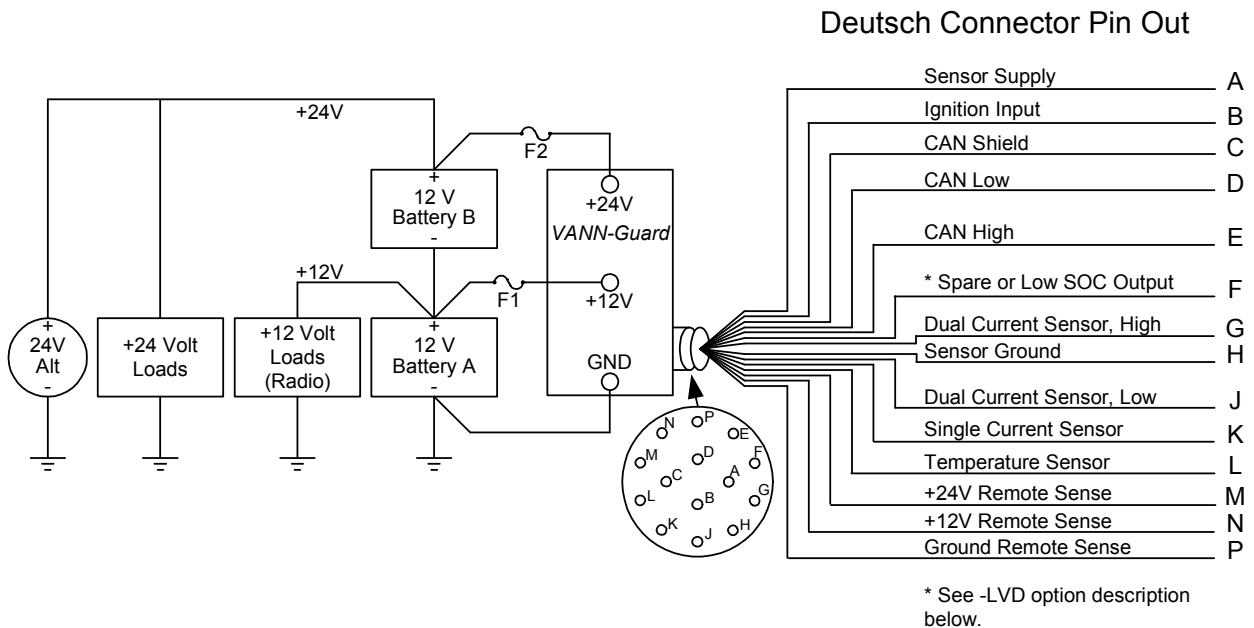 Deutsch Connector Pin Out
Sensor Supply A
Ignition Input B
CAN Shield C
CAN Low D
CAN High E
* Spare or Low SOC Output F
Dual Current Sensor, High G
Sensor Ground H
Dual Current Sensor, Low J
Single Current Sensor K
Temperature Sensor L
+24V Remote Sense M
+12V Remote Sense N
Ground Remote Sense P
* See -LVD option description
below.
+24V
F2
+
12 V
Battery B
-
+24V
VANN-Guard
+12V
F1
+12V
+
24V
Alt
-
+24 Volt
Loads
+12 Volt
Loads
(Radio)
+
12 V
Battery A
-
GND
N
P
E
M
D
F
C
A
L
B
G
K
J
H